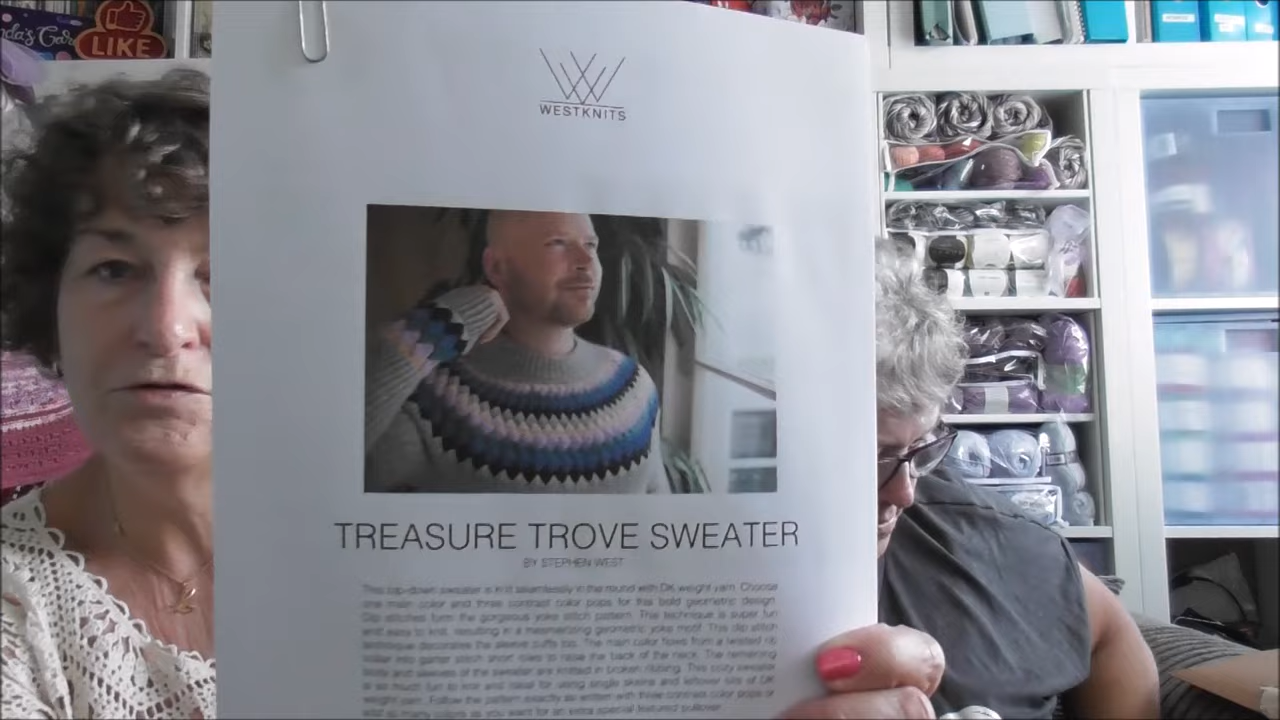 LIKE
WESTKNITS
TREASURE TROVE SWEATER
BY STEPHEN WEST
This top-down sweater is knit seamlessly in the round with DK weight yarn. Choose
one main color and three contrast color pops for this bold geometric design.
Dip stitches form the gorgeous yoke stitch pattern. This technique is super fun
and easy to knit, resulting in a mesmerizing geometric yoke motif. This dip stitch
technique decorates the sleeve cuffs too. The main color flows from a twisted rib
collar into garter stitch short rows to raise the back of the neck. The remaining
and sleeves of the sweater are knitted in broken ribbing. This cozy sweater
is so much fun to knit and ideal for using single skeins and leftover of DK
weight yarn. Follow the pattern exactly as written with three contrast color pops or
add as many colors as you want for an extra special featured pullover.